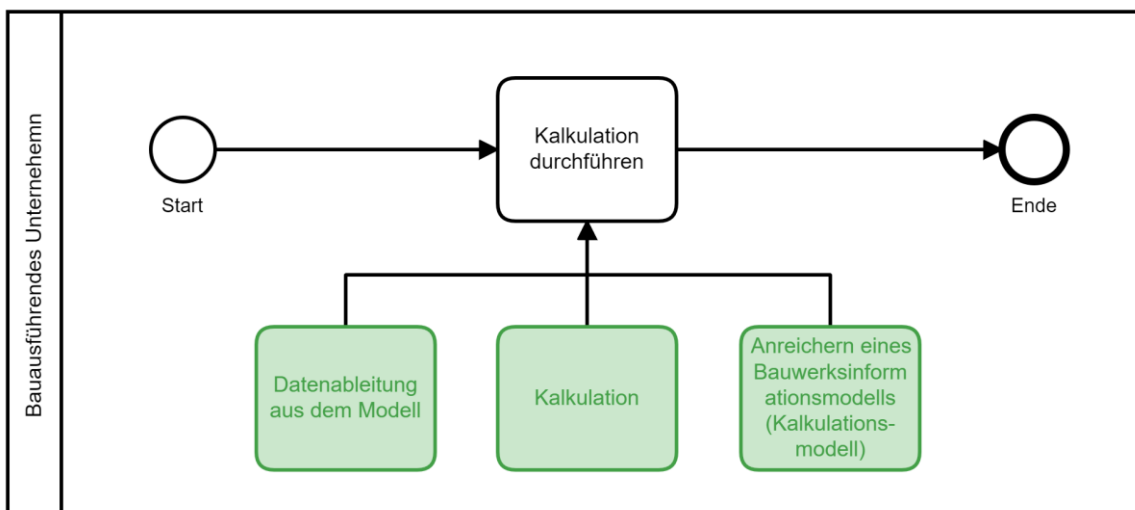 Bauausführendes Unternehemn
Kalkulation
durchführen
Start
Ende
Datenableitung
aus dem Modell
Kalkulation
Anreichern eines
Bauwerksinform
ationsmodells
(Kalkulations-
modell)